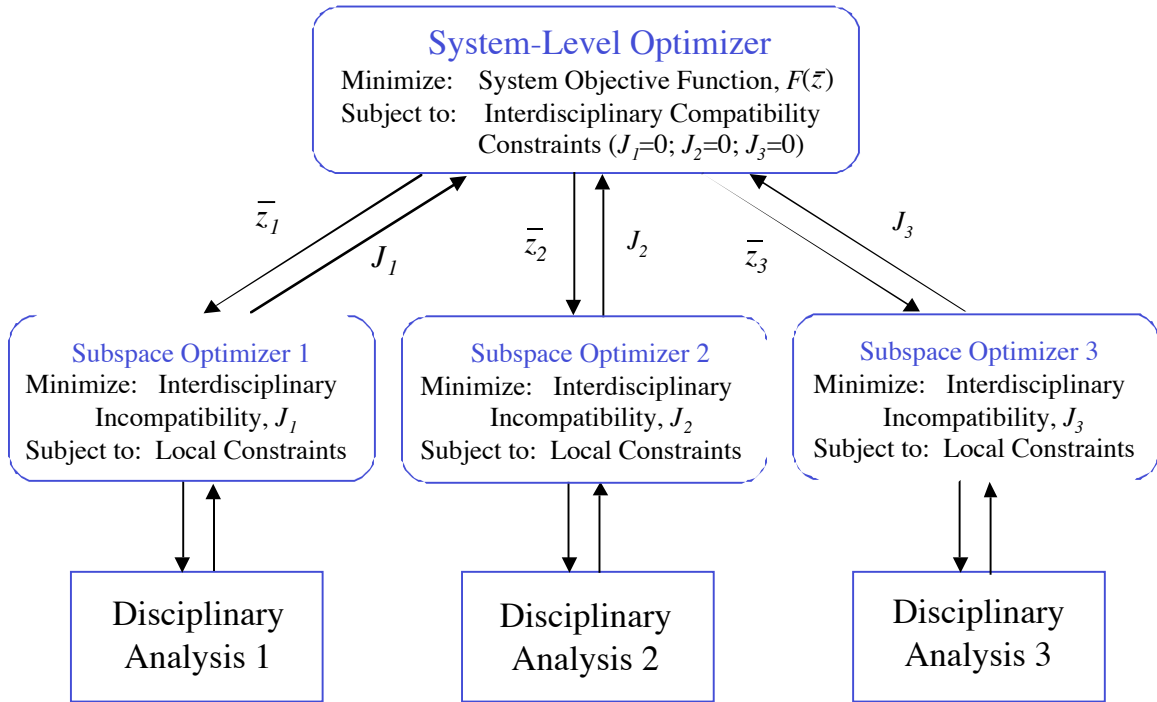 System-Level Optimizer
Minimize: System Objective Function, F(z̄)
Subject to: Interdisciplinary Compatibility
Constraints (J₁=0; J₂=0; J₃=0)
z̄₁
J₁
z̄₂
J₂
z̄₃
J₃
Subspace Optimizer 1
Minimize: Interdisciplinary
Incompatibility, J₁
Subject to: Local Constraints
Subspace Optimizer 2
Minimize: Interdisciplinary
Incompatibility, J₂
Subject to: Local Constraints
Subspace Optimizer 3
Minimize: Interdisciplinary
Incompatibility, J₃
Subject to: Local Constraints
Disciplinary
Analysis 1
Disciplinary
Analysis 2
Disciplinary
Analysis 3